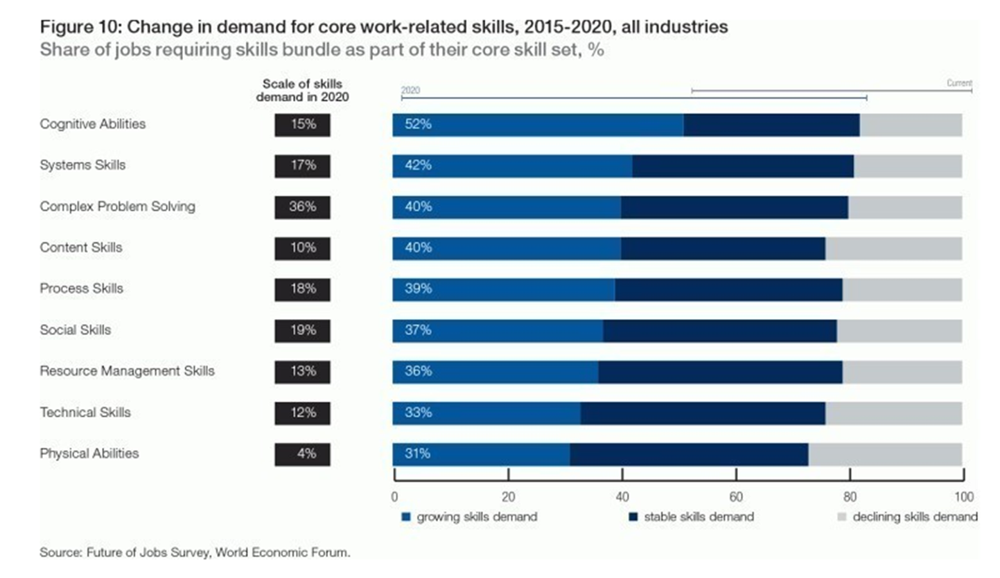 Figure 10: Change in demand for core work-related skills, 2015-2020, all industries
Share of jobs requiring skills bundle as part of their core skill set, %
Scale of skills
demand in 2020
2020
Current
Cognitive Abilities 15% 52%
Systems Skills 17% 42%
Complex Problem Solving 36% 40%
Content Skills 10% 40%
Process Skills 18% 39%
Social Skills 19% 37%
Resource Management Skills 13% 36%
Technical Skills 12% 33%
Physical Abilities 4% 31%
0 20 40 60 80 100
growing skills demand stable skills demand declining skills demand
Source: Future of Jobs Survey, World Economic Forum.